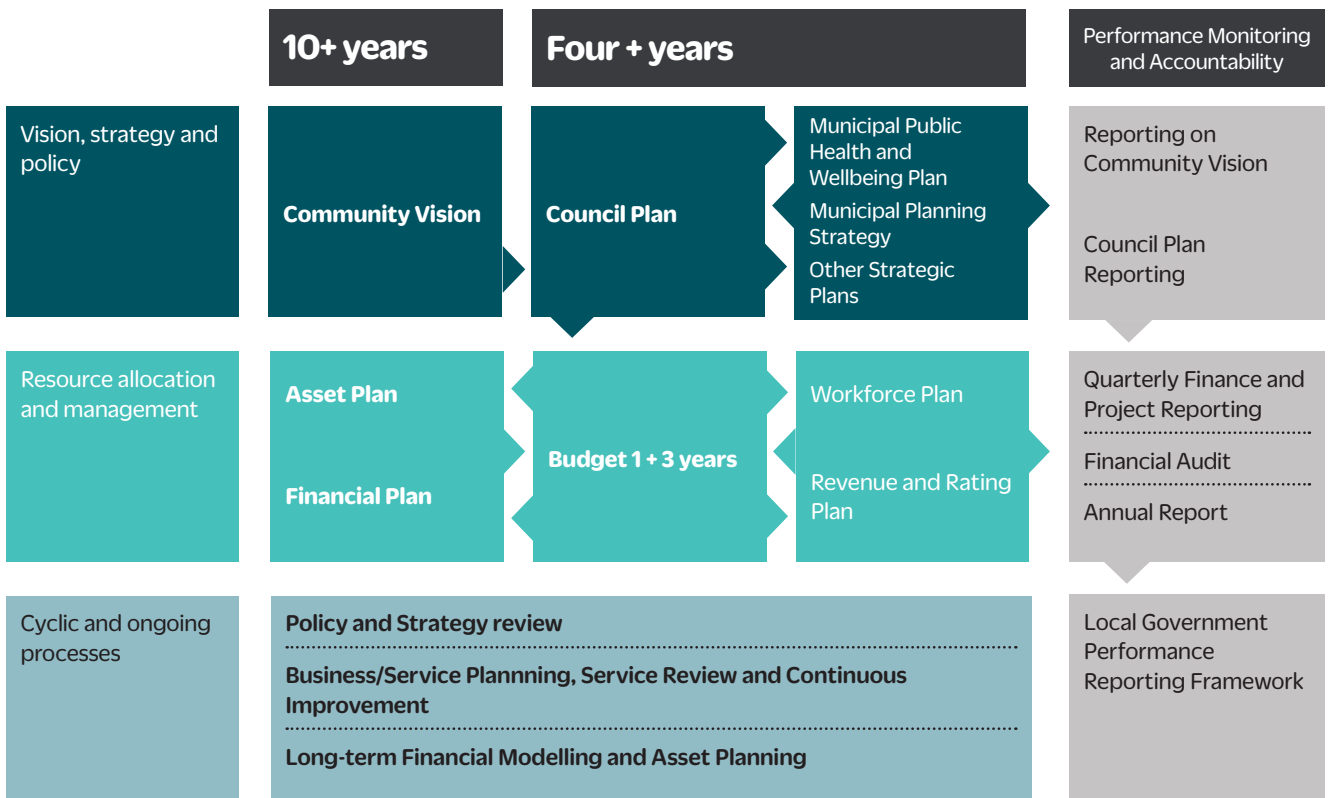 10+ years
Four + years
Performance Monitoring
and Accountability
Vision, strategy and
policy
Community Vision
Council Plan
Municipal Public
Health and
Wellbeing Plan
Municipal Planning
Strategy
Other Strategic
Plans
Reporting on
Community Vision
Council Plan
Reporting
Resource allocation
and management
Asset Plan
Financial Plan
Budget 1 + 3 years
Workforce Plan
Revenue and Rating
Plan
Quarterly Finance and
Project Reporting
Financial Audit
Annual Report
Cyclic and ongoing
processes
Policy and Strategy review
Business/Service Plannning, Service Review and Continuous
Improvement
Long-term Financial Modelling and Asset Planning
Local Government
Performance
Reporting Framework